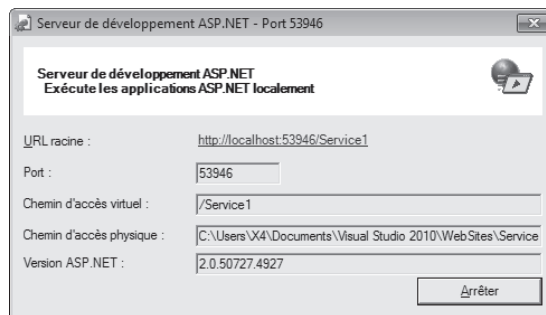 Serveur de développement ASP.NET - Port 53946
Serveur de développement ASP.NET
Exécute les applications ASP.NET localement
URL racine : http://localhost:53946/Service1
Port : 53946
Chemin d'accès virtuel : /Service1
Chemin d'accès physique : C:\Users\X4\Documents\Visual Studio 2010\WebSites\Service
Version ASP.NET : 2.0.50727.4927
Arrêter